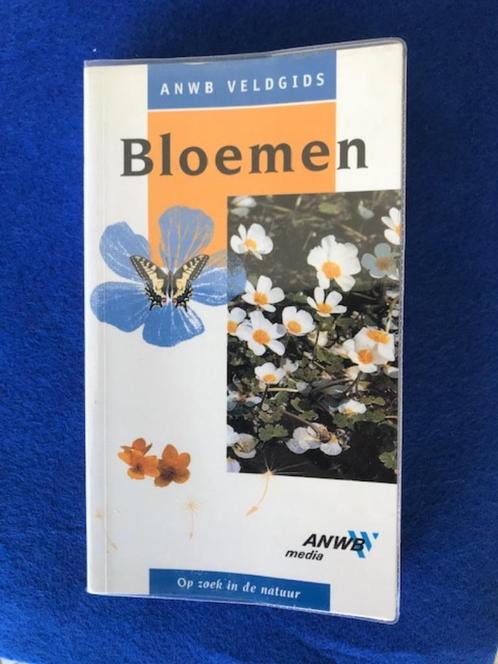 ANWB VELDGIDS
Bloemen
ANWB
media
Op zoek in de natuur